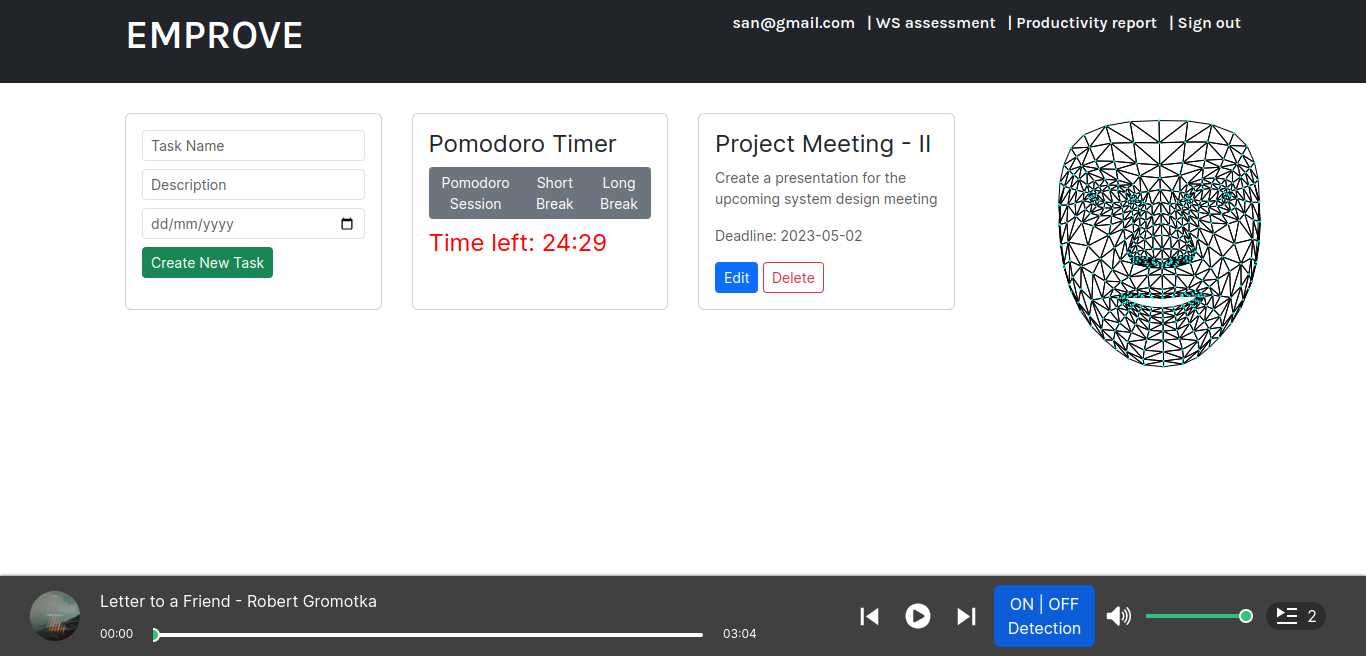 EMPROVE
san@gmail.com | WS assessment | Productivity report | Sign out
Task Name
Description
dd/mm/yyyy
Create New Task
Pomodoro Timer
Pomodoro Session
Short Break
Long Break
Time left: 24:29
Project Meeting - II
Create a presentation for the
upcoming system design meeting
Deadline: 2023-05-02
Edit
Delete
Letter to a Friend - Robert Gromotka
00:00
03:04
ON | OFF
Detection
2